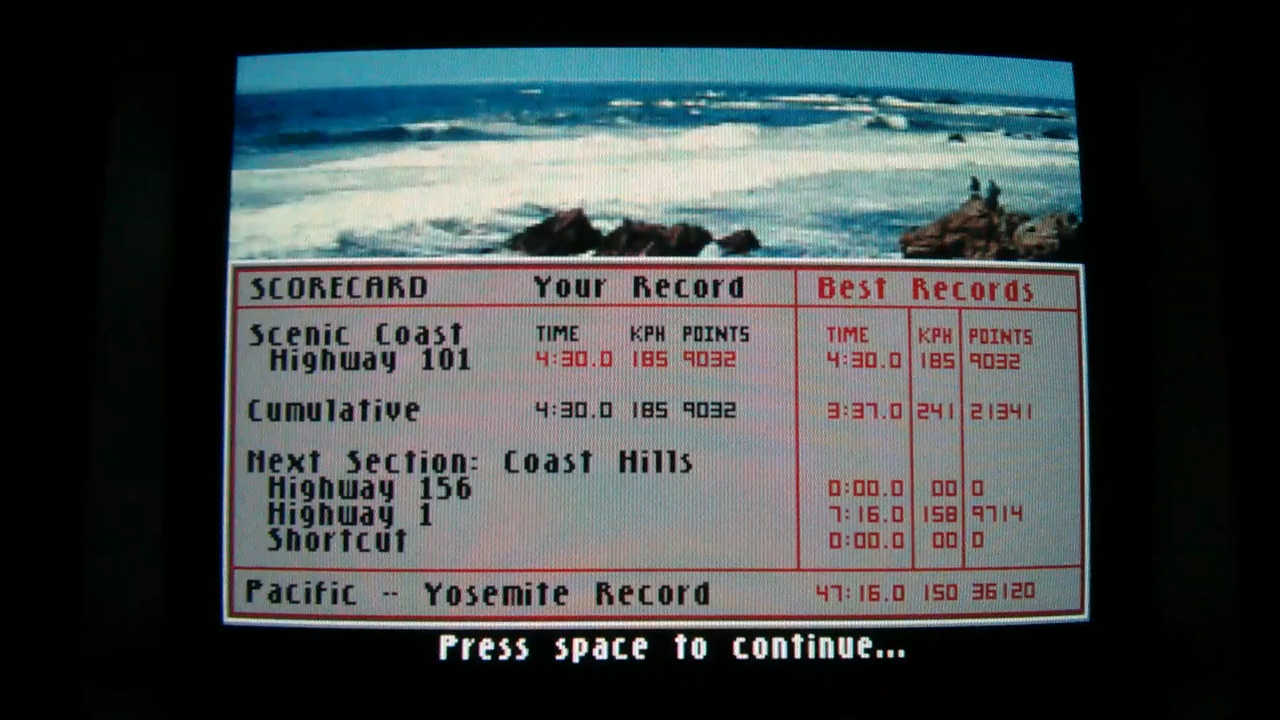 SCORECARD Your Record Best Records
Scenic Coast TIME KPH POINTS TIME KPH POINTS
Highway 101 4:30.0 185 9032 4:30.0 185 9032
Cumulative 4:30.0 185 9032 3:37.0 241 21341
Next Section: Coast Hills
Highway 156 0:00.0 00 0
Highway 1 7:16.0 158 9714
Shortcut 0:00.0 00 0
Pacific -- Yosemite Record 47:16.0 150 36120
Press space to continue...